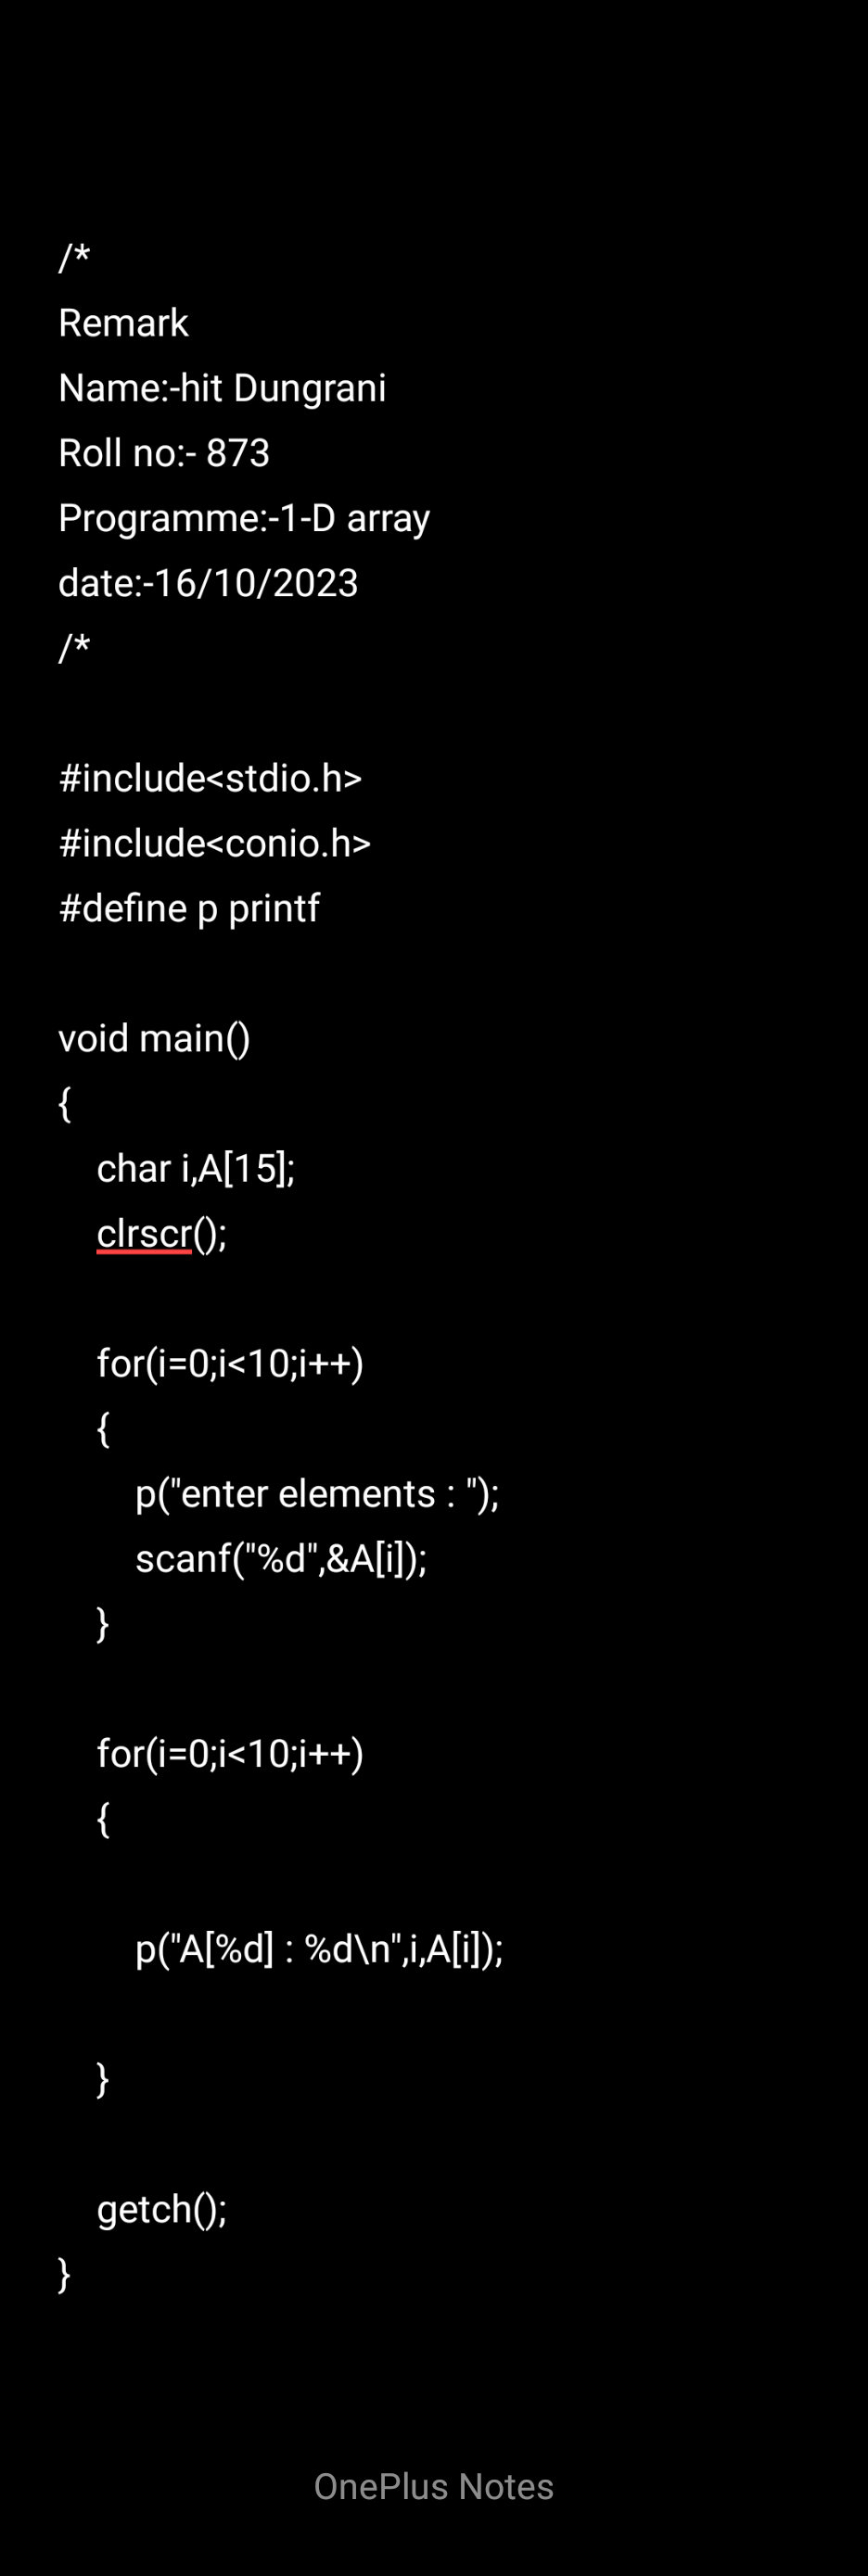 /*
Remark
Name:-hit Dungrani
Roll no:- 873
Programme:-1-D array
date:-16/10/2023
/*
#include<stdio.h>
#include<conio.h>
#define p printf
void main()
{
    char i,A[15];
    clrscr();
    for(i=0;i<10;i++)
    {
        p("enter elements : ");
        scanf("%d",&A[i]);
    }
    for(i=0;i<10;i++)
    {
        p("A[%d] : %d\n",i,A[i]);
    }
    getch();
}
OnePlus Notes